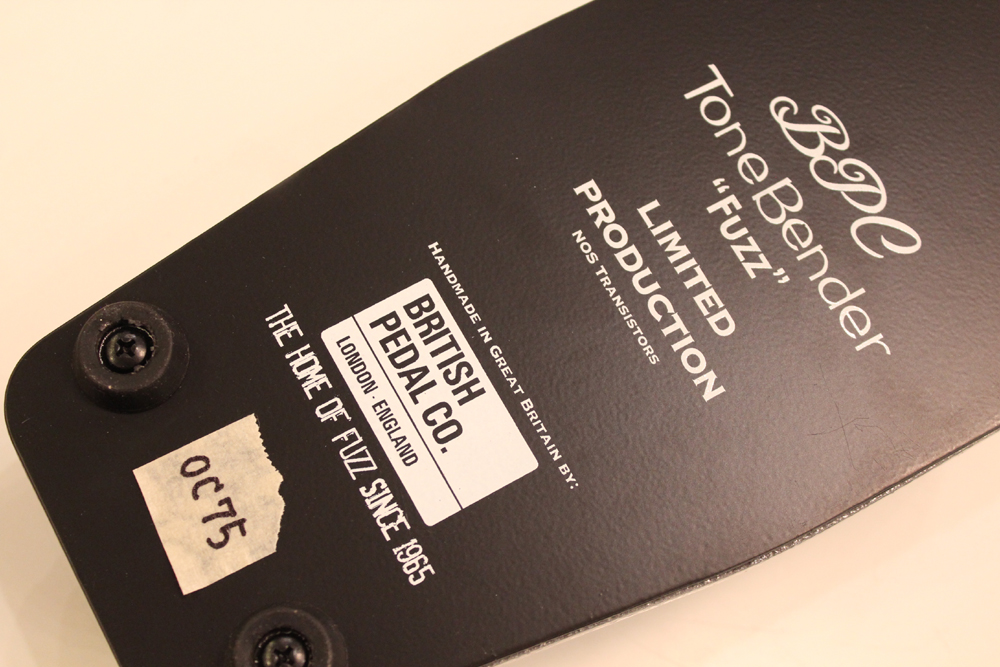 BPC
ToneBender
“FUZZ”
LIMITED
PRODUCTION
NOS TRANSISTORS
HANDMADE IN GREAT BRITAIN BY:
BRITISH
PEDAL CO.
LONDON · ENGLAND
THE HOME OF FUZZ SINCE 1965
OC75